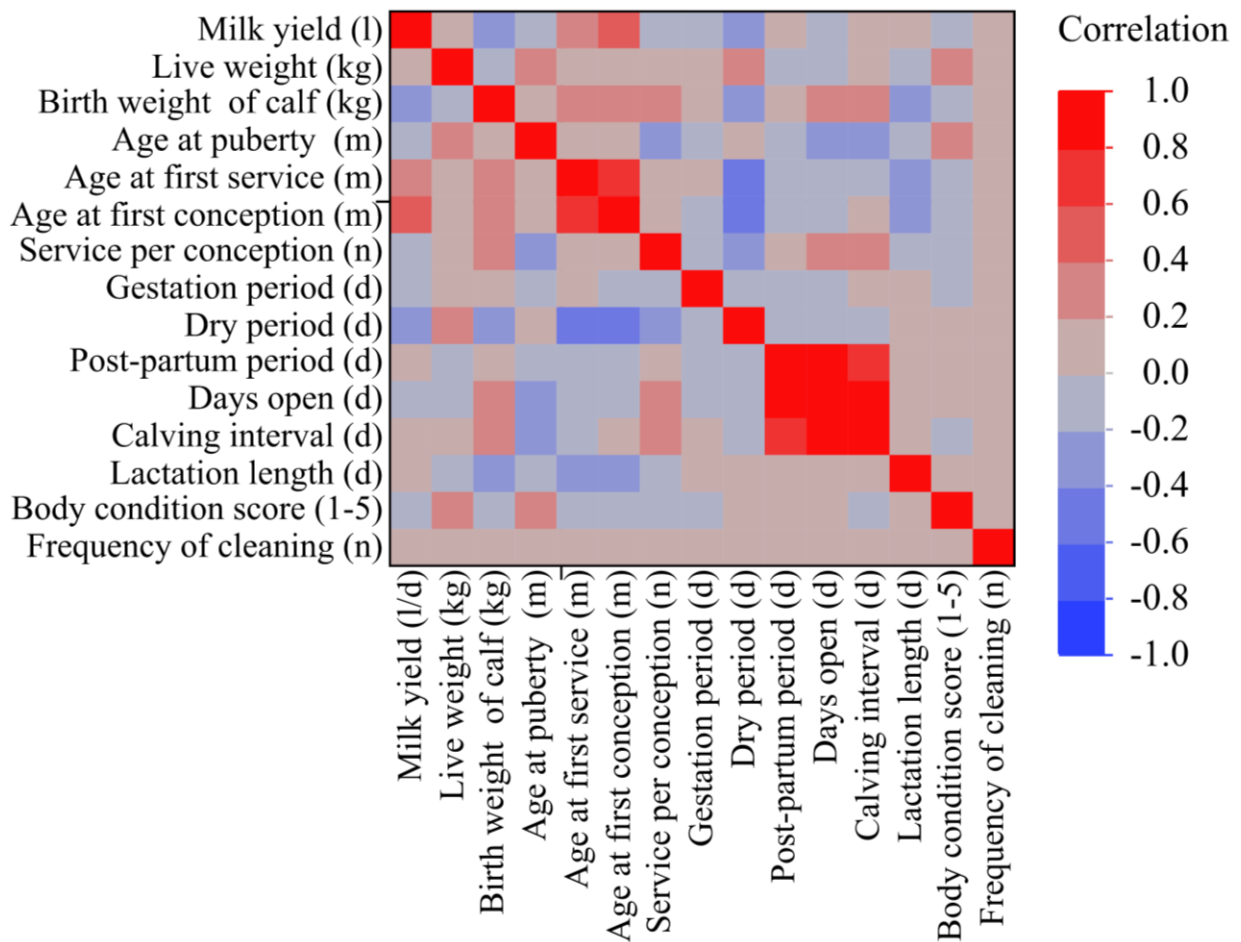 Correlation
Milk yield (l)
Live weight (kg)
Birth weight  of calf (kg)
Age at puberty  (m)
Age at first service (m)
Age at first conception (m)
Service per conception (n)
Gestation period (d)
Dry period (d)
Post-partum period (d)
Days open (d)
Calving interval (d)
Lactation length (d)
Body condition score (1-5)
Frequency of cleaning (n)
1.0
0.8
0.6
0.4
0.2
0.0
-0.2
-0.4
-0.6
-0.8
-1.0
Milk yield (l/d)
Live weight (kg)
Birth weight  of calf (kg)
Age at puberty  (m)
Age at first service (m)
Age at first conception (m)
Service per conception (n)
Gestation period (d)
Dry period (d)
Post-partum period (d)
Days open (d)
Calving interval (d)
Lactation length (d)
Body condition score (1-5)
Frequency of cleaning (n)